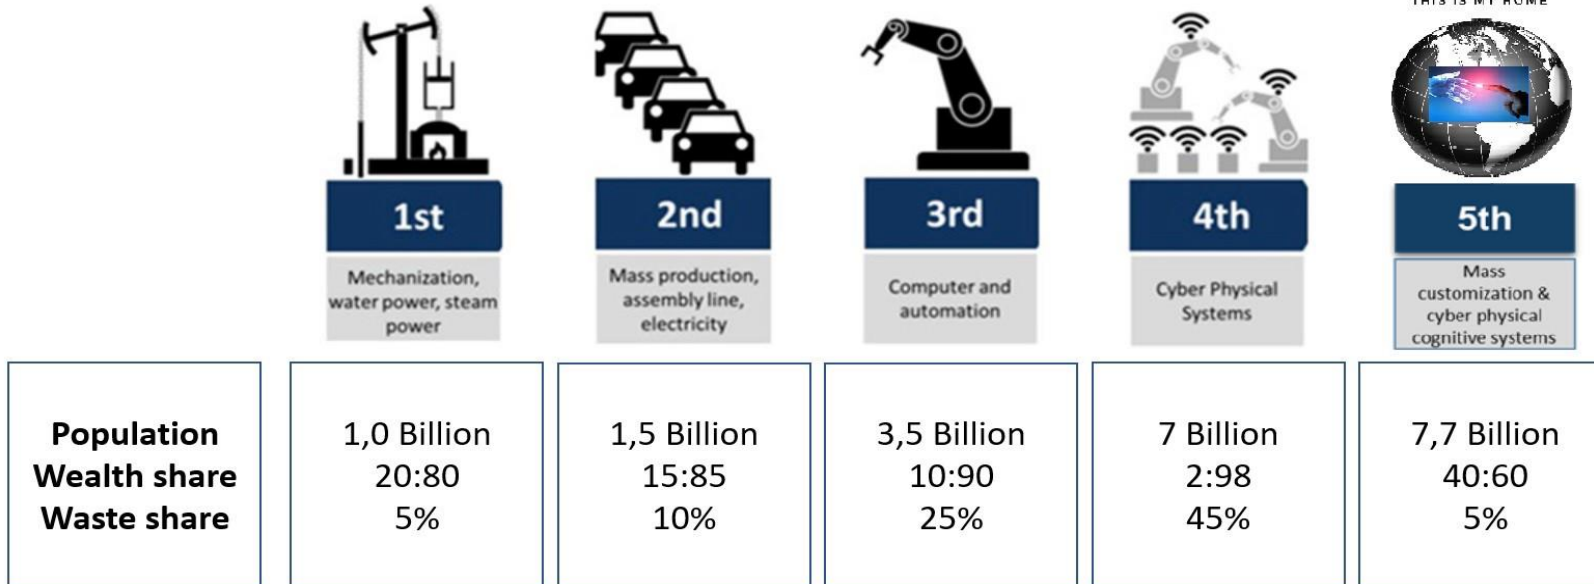 THIS IS MY HOME
1st
2nd
3rd
4th
5th
Mechanization,
water power, steam
power
Mass production,
assembly line,
electricity
Computer and
automation
Cyber Physical
Systems
Mass
customization &
cyber physical
cognitive systems
Population
Wealth share
Waste share
1,0 Billion
20:80
5%
1,5 Billion
15:85
10%
3,5 Billion
10:90
25%
7 Billion
2:98
45%
7,7 Billion
40:60
5%